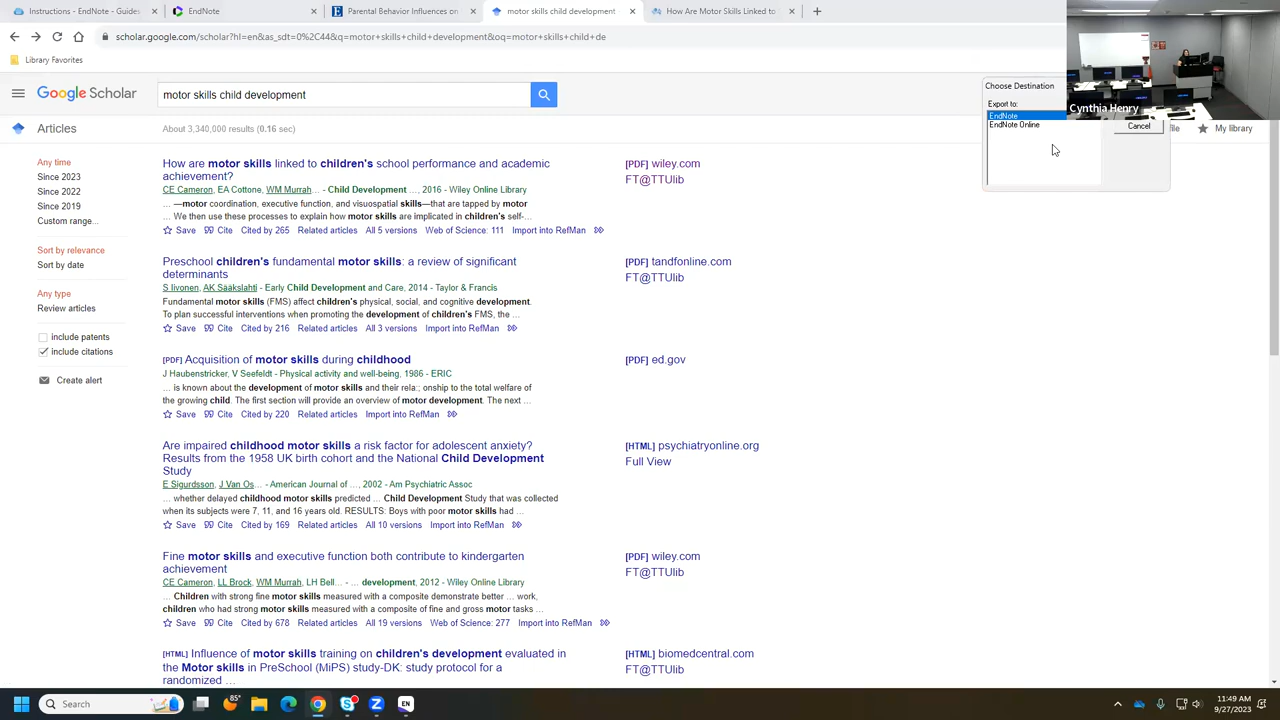 Instructions - EndNote - Guides
EndNote
Parental Behavior Influences on
motor skills child development
How Are Motor Skills Linked to
scholar.google.com/scholar?hl=en&as_sdt=0%2C44&q=motor+skills+child+development&oq=motor+skills+child+de
Library Favorites
Google Scholar
motor skills child development
Choose Destination
Export to:
EndNote
EndNote Online
Cancel
Cynthia Henry
Articles
About 3,340,000 results (0.16 sec)
My library
Any time
Since 2023
Since 2022
Since 2019
Custom range...
Sort by relevance
Sort by date
Any type
Review articles
include patents
include citations
Create alert
How are motor skills linked to children's school performance and academic
achievement?
CE Cameron, EA Cottone, WM Murrah... - Child Development ..., 2016 - Wiley Online Library
... —motor coordination, executive function, and visuospatial skills—that are tapped by motor
... We then use these processes to explain how motor skills are implicated in children's self-...
Save Cite Cited by 265 Related articles All 5 versions Web of Science: 111 Import into RefMan
[PDF] wiley.com
FT@TTUlib
Preschool children's fundamental motor skills: a review of significant
determinants
S Iivonen, AK Sääkslahti - Early Child Development and Care, 2014 - Taylor & Francis
Fundamental motor skills (FMS) affect children's physical, social, and cognitive development.
To plan successful interventions when promoting the development of children's FMS, the ...
Save Cite Cited by 216 Related articles All 3 versions Import into RefMan
[PDF] tandfonline.com
FT@TTUlib
[PDF] Acquisition of motor skills during childhood
J Haubenstricker, V Seefeldt - Physical activity and well-being, 1986 - ERIC
... is known about the development of motor skills and their rela:; onship to the total welfare of
the growing child. The first section will provide an overview of motor development. The next ...
Save Cite Cited by 220 Related articles Import into RefMan
[PDF] ed.gov
Are impaired childhood motor skills a risk factor for adolescent anxiety?
Results from the 1958 UK birth cohort and the National Child Development
Study
E Sigurdsson, J Van Os... - American Journal of ..., 2002 - Am Psychiatric Assoc
... whether delayed childhood motor skills predicted ... Child Development Study that was collected
when its subjects were 7, 11, and 16 years old. RESULTS: Boys with poor motor skills had ...
Save Cite Cited by 169 Related articles All 10 versions Import into RefMan
[HTML] psychiatryonline.org
Full View
Fine motor skills and executive function both contribute to kindergarten
achievement
CE Cameron, LL Brock, WM Murrah, LH Bell... - ... development, 2012 - Wiley Online Library
... Children with strong fine motor skills measured with a composite demonstrate better ... work,
children who had strong motor skills measured with a composite of fine and gross motor tasks ...
Save Cite Cited by 678 Related articles All 19 versions Web of Science: 277 Import into RefMan
[PDF] wiley.com
FT@TTUlib
[HTML] Influence of motor skills training on children's development evaluated in
the Motor skills in PreSchool (MiPS) study-DK: study protocol for a
randomized ...
[HTML] biomedcentral.com
FT@TTUlib
Search
85°
EN
11:49 AM
9/27/2023